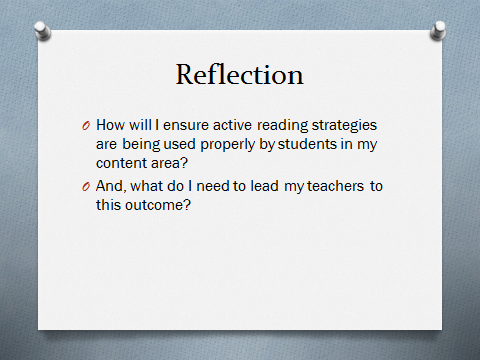 Reflection
How will I ensure active reading strategies
are being used properly by students in my
content area?
And, what do I need to lead my teachers to
this outcome?